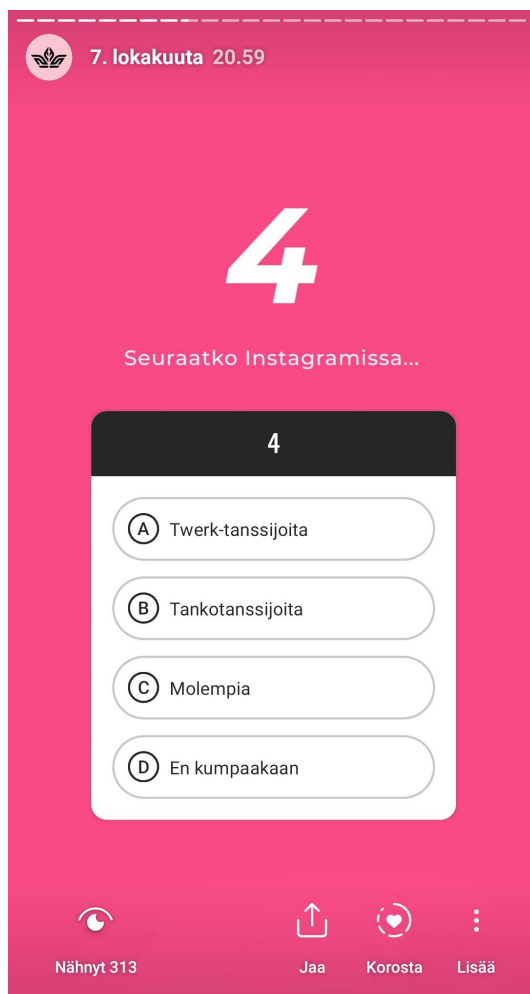 7. lokakuuta 20.59
4
Seuraatko Instagramissa...
4
A Twerk-tanssijoita
B Tankotanssijoita
C Molempia
D En kumpaakaan
Nähnyt 313 Jaa Korosta Lisää